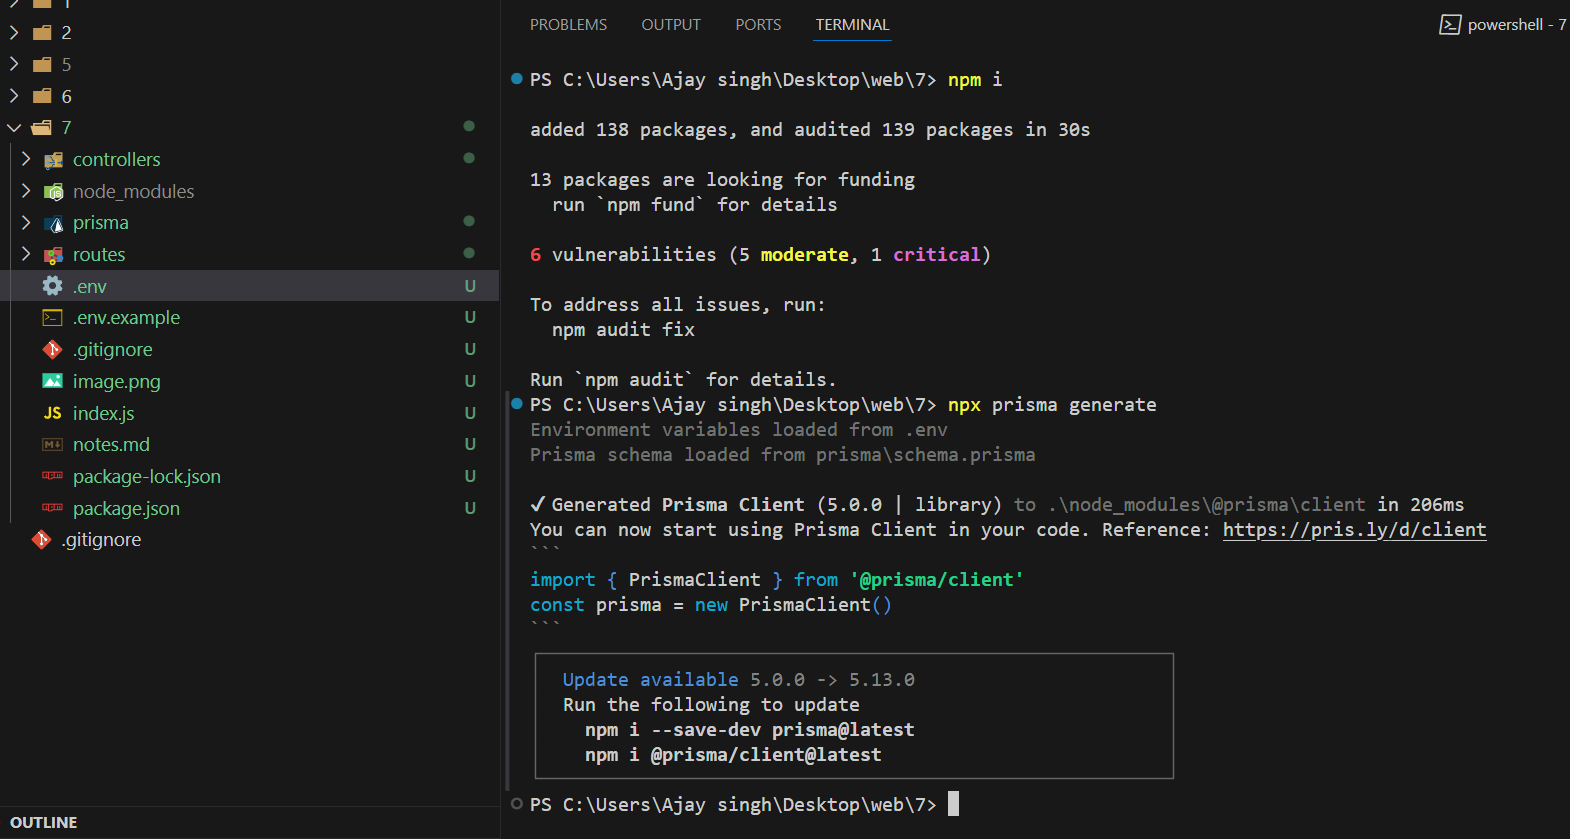 1
2
5
6
7
controllers
node_modules
prisma
routes
.env U
.env.example U
.gitignore U
image.png U
JS index.js U
notes.md U
package-lock.json U
package.json U
.gitignore
OUTLINE
PROBLEMS OUTPUT PORTS TERMINAL powershell - 7
PS C:\Users\Ajay singh\Desktop\web\7> npm i
added 138 packages, and audited 139 packages in 30s
13 packages are looking for funding
run `npm fund` for details
6 vulnerabilities (5 moderate, 1 critical)
To address all issues, run:
npm audit fix
Run `npm audit` for details.
PS C:\Users\Ajay singh\Desktop\web\7> npx prisma generate
Environment variables loaded from .env
Prisma schema loaded from prisma\schema.prisma
✔ Generated Prisma Client (5.0.0 | library) to .\node_modules\@prisma\client in 206ms
You can now start using Prisma Client in your code. Reference: https://pris.ly/d/client
```
import { PrismaClient } from '@prisma/client'
const prisma = new PrismaClient()
```
Update available 5.0.0 -> 5.13.0
Run the following to update
npm i --save-dev prisma@latest
npm i @prisma/client@latest
PS C:\Users\Ajay singh\Desktop\web\7>